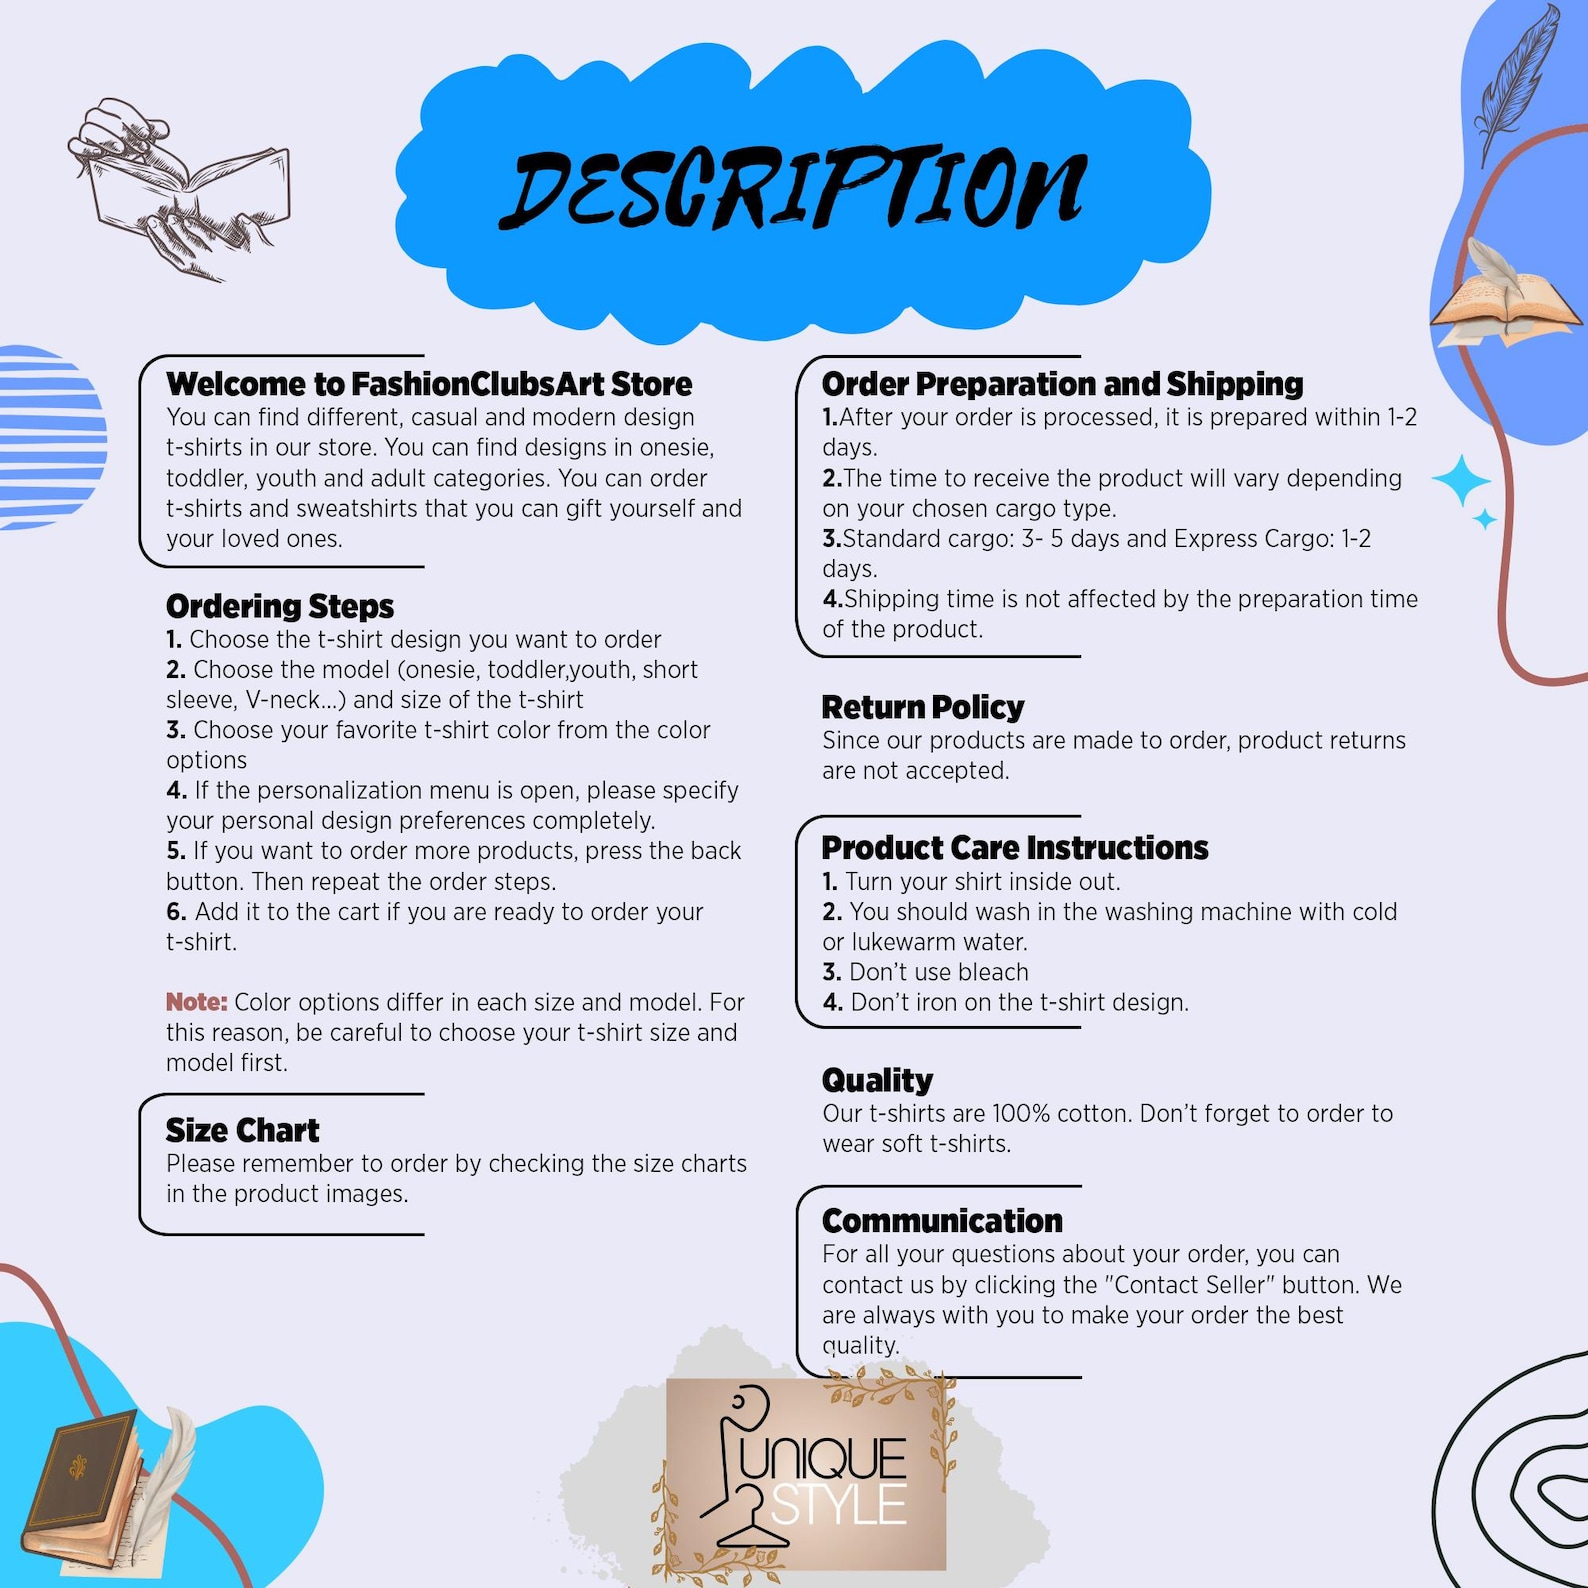 DESCRIPTION
Welcome to FashionClubsArt Store
You can find different, casual and modern design
t-shirts in our store. You can find designs in onesie,
toddler, youth and adult categories. You can order
t-shirts and sweatshirts that you can gift yourself and
your loved ones.
Ordering Steps
1. Choose the t-shirt design you want to order
2. Choose the model (onesie, toddler,youth, short
sleeve, V-neck...) and size of the t-shirt
3. Choose your favorite t-shirt color from the color
options
4. If the personalization menu is open, please specify
your personal design preferences completely.
5. If you want to order more products, press the back
button. Then repeat the order steps.
6. Add it to the cart if you are ready to order your
t-shirt.
Note: Color options differ in each size and model. For
this reason, be careful to choose your t-shirt size and
model first.
Size Chart
Please remember to order by checking the size charts
in the product images.
Order Preparation and Shipping
1.After your order is processed, it is prepared within 1-2
days.
2.The time to receive the product will vary depending
on your chosen cargo type.
3.Standard cargo: 3- 5 days and Express Cargo: 1-2
days.
4.Shipping time is not affected by the preparation time
of the product.
Return Policy
Since our products are made to order, product returns
are not accepted.
Product Care Instructions
1. Turn your shirt inside out.
2. You should wash in the washing machine with cold
or lukewarm water.
3. Don't use bleach
4. Don't iron on the t-shirt design.
Quality
Our t-shirts are 100% cotton. Don't forget to order to
wear soft t-shirts.
Communication
For all your questions about your order, you can
contact us by clicking the "Contact Seller" button. We
are always with you to make your order the best
quality.
UNIQUE
STYLE